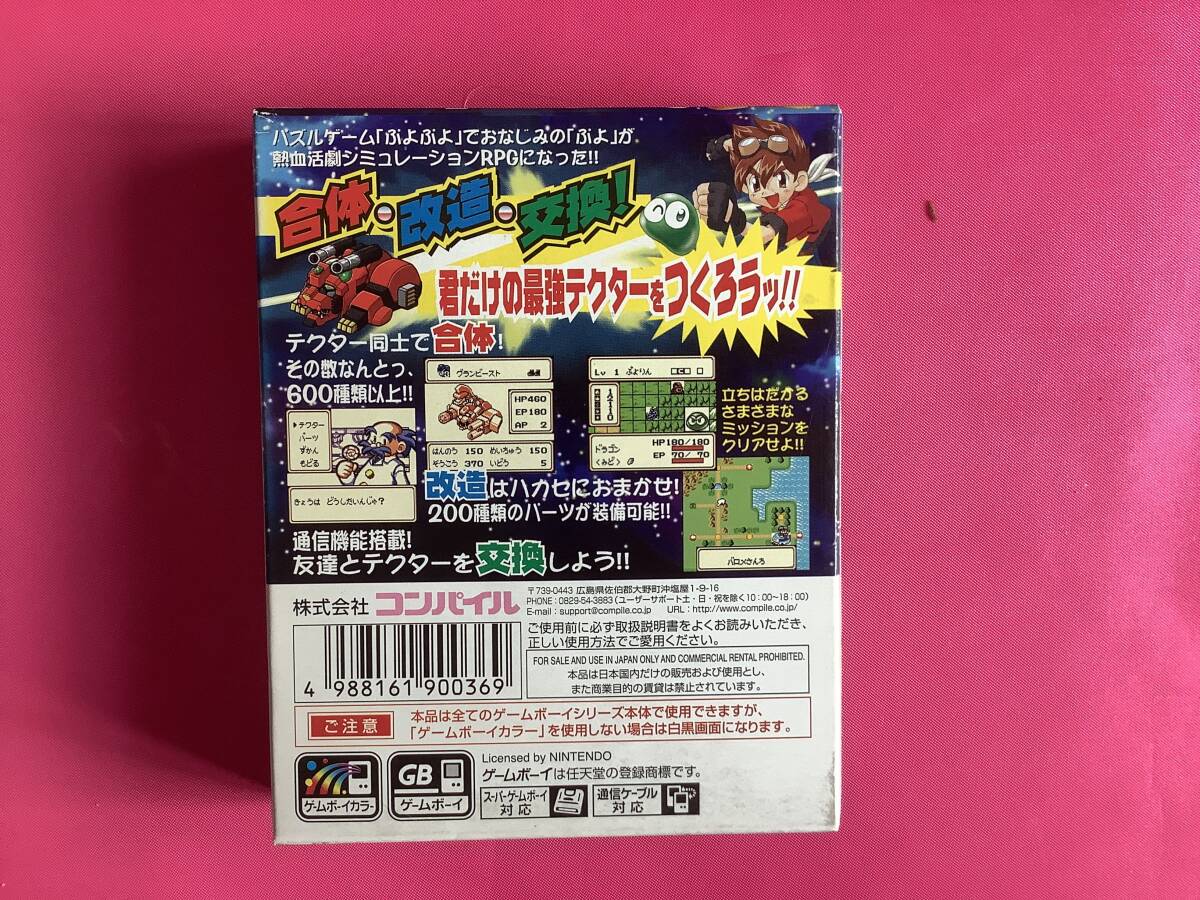 パズルゲーム「ぷよぷよ」でおなじみの「ぷよ」が
熱血活劇シミュレーションRPGになった!!
合体・改造・交換!
君だけの最強テクターをつくろうッ!!
テクター同士で合体!
その数なんとっ、
600種類以上!!
グランビースト
HP460
EP180
AP 2
はんのう 150 めいちゅう 150
そうこう 370 いどう 5
Lv 1 ぷよりん
ドラゴン
くみどり
HP180/180
EP 70/ 70
立ちはだかる
さまざまな
ミッションを
クリアせよ!!
▶テクター
パーツ
ずかん
もどる
きょうは どうしたいんじゃ?
改造はハカセにおまかせ!
200種類のパーツが装備可能!!
バロメさんろ
通信機能搭載!
友達とテクターを交換しよう!!
株式会社 コンパイル
〒739-0443 広島県佐伯郡大野町沖塩屋1-9-16
PHONE : 0829-54-3883 (ユーザーサポート土・日・祝を除く10:00〜18:00)
E-mail : support@compile.co.jp URL : http://www.compile.co.jp/
ご使用前に必ず取扱説明書をよくお読みいただき、
正しい使用方法でご愛用ください。
FOR SALE AND USE IN JAPAN ONLY AND COMMERCIAL RENTAL PROHIBITED.
本品は日本国内だけの販売および使用とし、
また商業目的の賃貸は禁止されています。
4 988161 900369
ご注意
本品は全てのゲームボーイシリーズ本体で使用できますが、
「ゲームボーイカラー」を使用しない場合は白黒画面になります。
ゲームボーイカラー
GB
ゲームボーイ
Licensed by NINTENDO
ゲームボーイは任天堂の登録商標です。
スーパーゲームボーイ
対応
通信ケーブル
対応